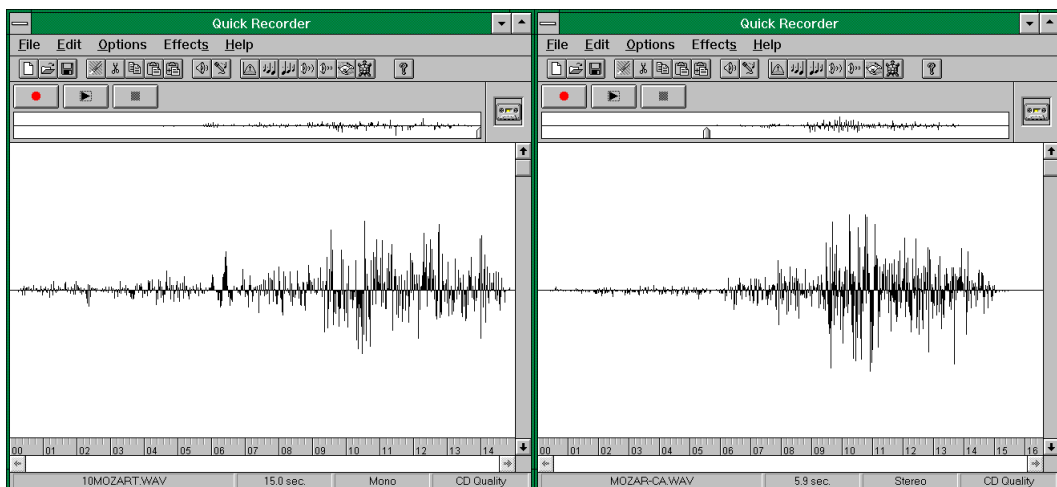 Quick Recorder
File Edit Options Effects Help
?
00 01 02 03 04 05 06 07 08 09 10 11 12 13 14
10MOZART.WAV 15.0 sec. Mono CD Quality
Quick Recorder
File Edit Options Effects Help
?
00 01 02 03 04 05 06 07 08 09 10 11 12 13 14 15 16
MOZAR-CA.WAV 5.9 sec. Stereo CD Quality